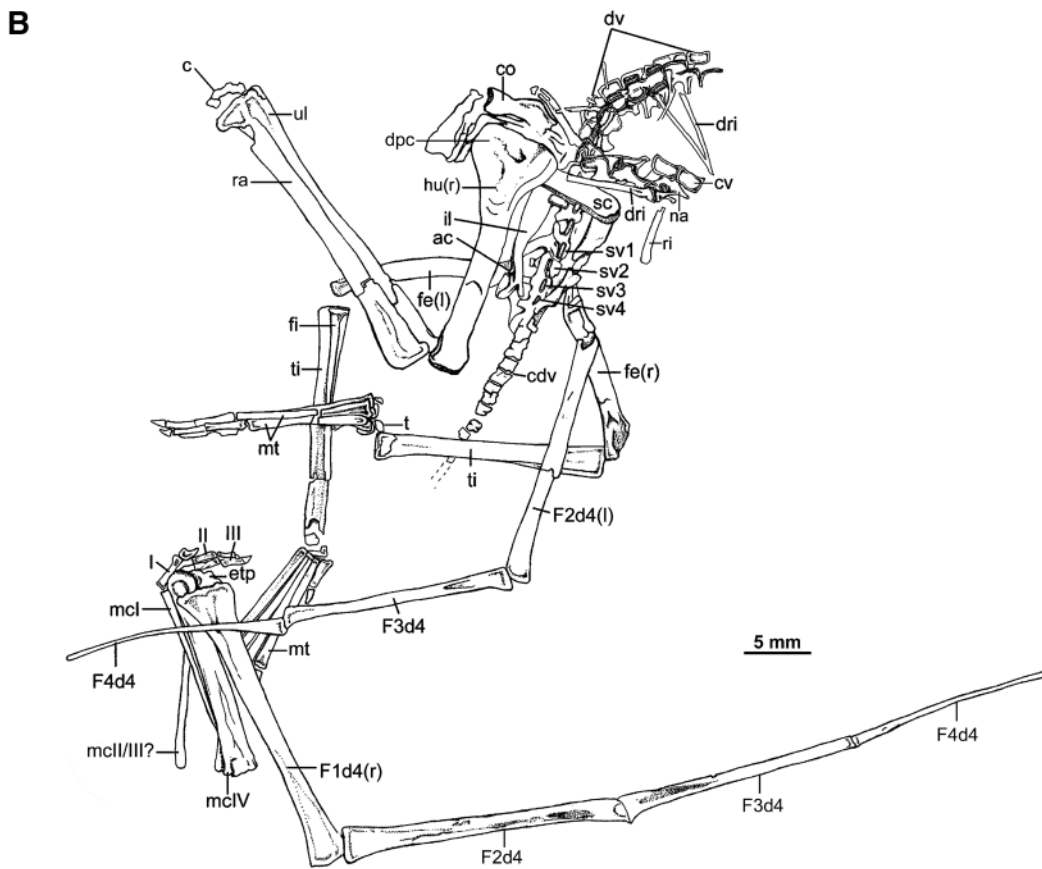 B
dv
c
co
ul
dpc
dri
ra
hu(r)
cv
sc
dri
na
il
ri
ac
sv1
sv2
fe(l)
sv3
sv4
fi
ti
cdv
fe(r)
t
mt
ti
F2d4(l)
II
III
I
etp
mcI
F3d4
mt
5 mm
F4d4
F4d4
mcII/III?
F1d4(r)
mcIV
F3d4
F2d4